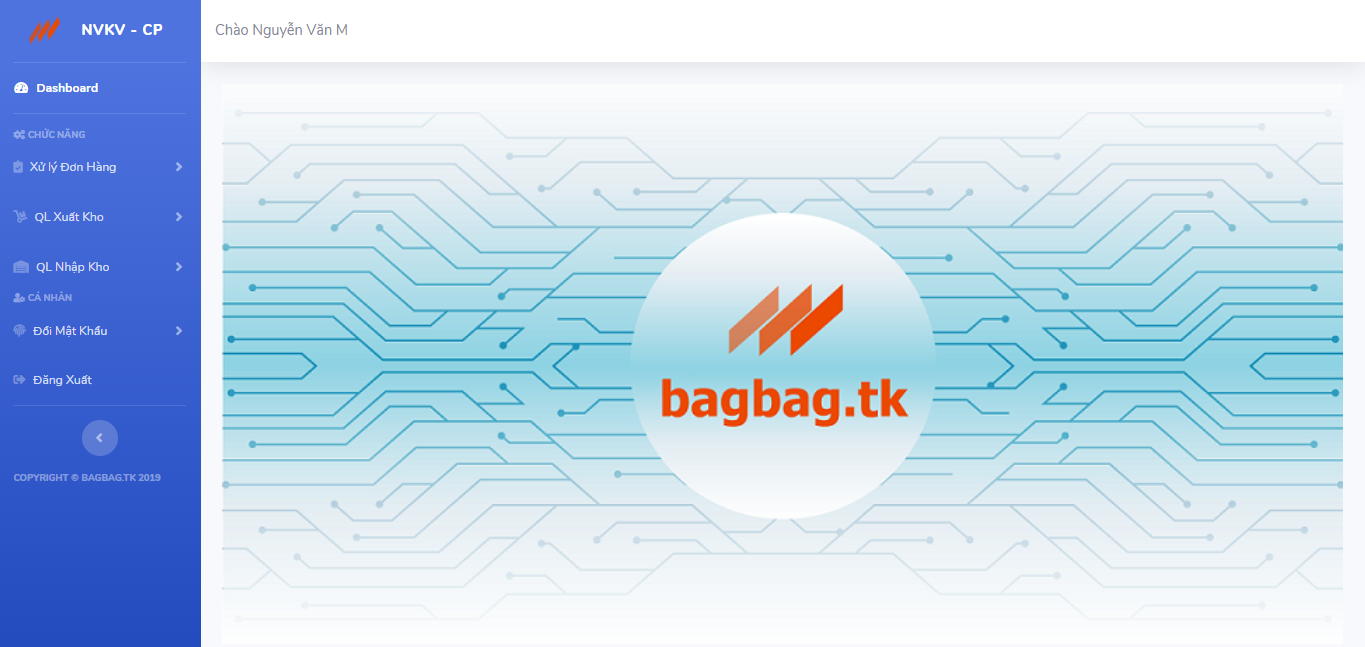 NVKV - CP
Chào Nguyễn Văn M
Dashboard
CHỨC NĂNG
Xử lý Đơn Hàng
QL Xuất Kho
QL Nhập Kho
CÁ NHÂN
Đổi Mật Khẩu
Đăng Xuất
COPYRIGHT © BAGBAG.TK 2019
bagbag.tk